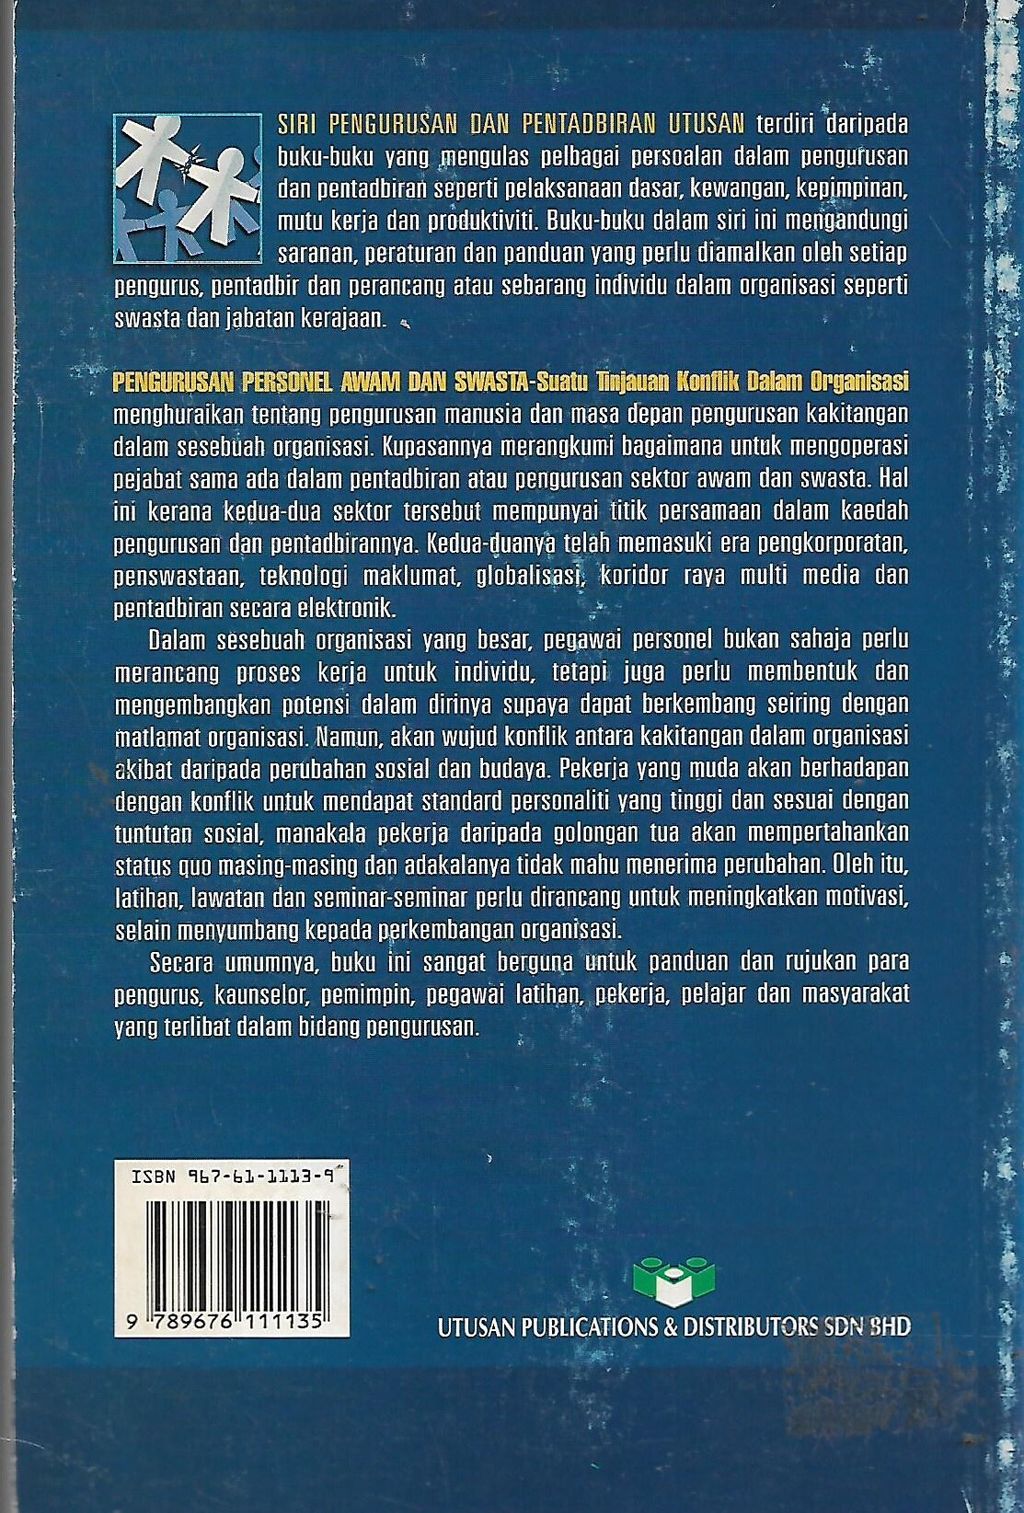 SIRI PENGURUSAN DAN PENTADBIRAN UTUSAN terdiri daripada
buku-buku yang mengulas pelbagai persoalan dalam pengurusan
dan pentadbiran seperti pelaksanaan dasar, kewangan, kepimpinan,
mutu kerja dan produktiviti. Buku-buku dalam siri ini mengandungi
saranan, peraturan dan panduan yang perlu diamalkan oleh setiap
pengurus, pentadbir dan perancang atau sebarang individu dalam organisasi seperti
swasta dan jabatan kerajaan.
PENGURUSAN PERSONEL AWAM DAN SWASTA-Suatu Tinjauan Konflik Dalam Organisasi
menghuraikan tentang pengurusan manusia dan masa depan pengurusan kakitangan
dalam sesebuah organisasi. Kupasannya merangkumi bagaimana untuk mengoperasi
pejabat sama ada dalam pentadbiran atau pengurusan sektor awam dan swasta. Hal
ini kerana kedua-dua sektor tersebut mempunyai titik persamaan dalam kaedah
pengurusan dan pentadbirannya. Kedua-duanya telah memasuki era pengkorporatan,
penswastaan, teknologi maklumat, globalisasi, koridor raya multi media dan
pentadbiran secara elektronik.
Dalam sesebuah organisasi yang besar, pegawai personel bukan sahaja perlu
merancang proses kerja untuk individu, tetapi juga perlu membentuk dan
mengembangkan potensi dalam dirinya supaya dapat berkembang seiring dengan
matlamat organisasi. Namun, akan wujud konflik antara kakitangan dalam organisasi
akibat daripada perubahan sosial dan budaya. Pekerja yang muda akan berhadapan
dengan konflik untuk mendapat standard personaliti yang tinggi dan sesuai dengan
tuntutan sosial, manakala pekerja daripada golongan tua akan mempertahankan
status quo masing-masing dan adakalanya tidak mahu menerima perubahan. Oleh itu,
latihan, lawatan dan seminar-seminar perlu dirancang untuk meningkatkan motivasi,
selain menyumbang kepada perkembangan organisasi.
Secara umumnya, buku ini sangat berguna untuk panduan dan rujukan para
pengurus, kaunselor, pemimpin, pegawai latihan, pekerja, pelajar dan masyarakat
yang terlibat dalam bidang pengurusan.
ISBN 967-61-1113-9
9 789676 111135
UTUSAN PUBLICATIONS & DISTRIBUTORS SDN BHD